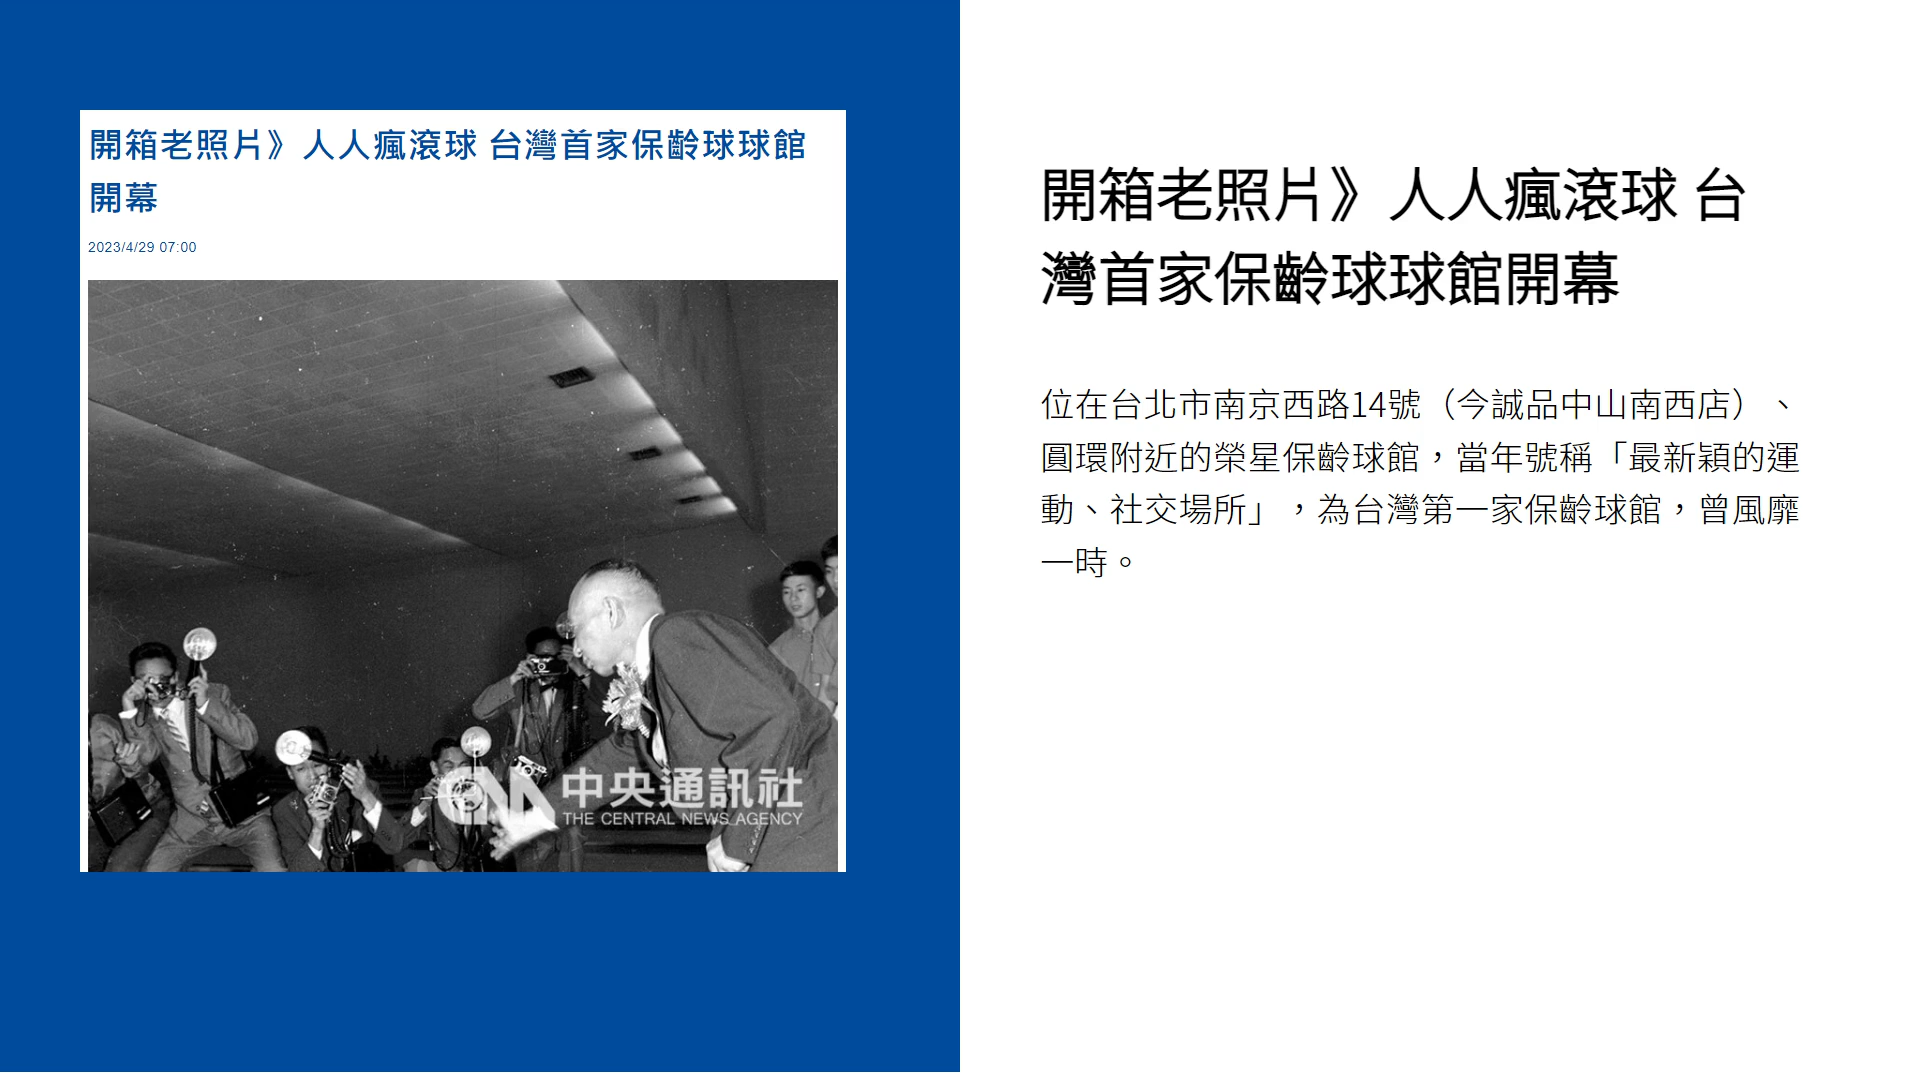 開箱老照片》人人瘋滾球 台灣首家保齡球球館
開幕
2023/4/29 07:00
CNA 中央通訊社
THE CENTRAL NEWS AGENCY
開箱老照片》人人瘋滾球 台
灣首家保齡球球館開幕
位在台北市南京西路14號（今誠品中山南西店）、
圓環附近的榮星保齡球館，當年號稱「最新穎的運
動、社交場所」，為台灣第一家保齡球館，曾風靡
一時。